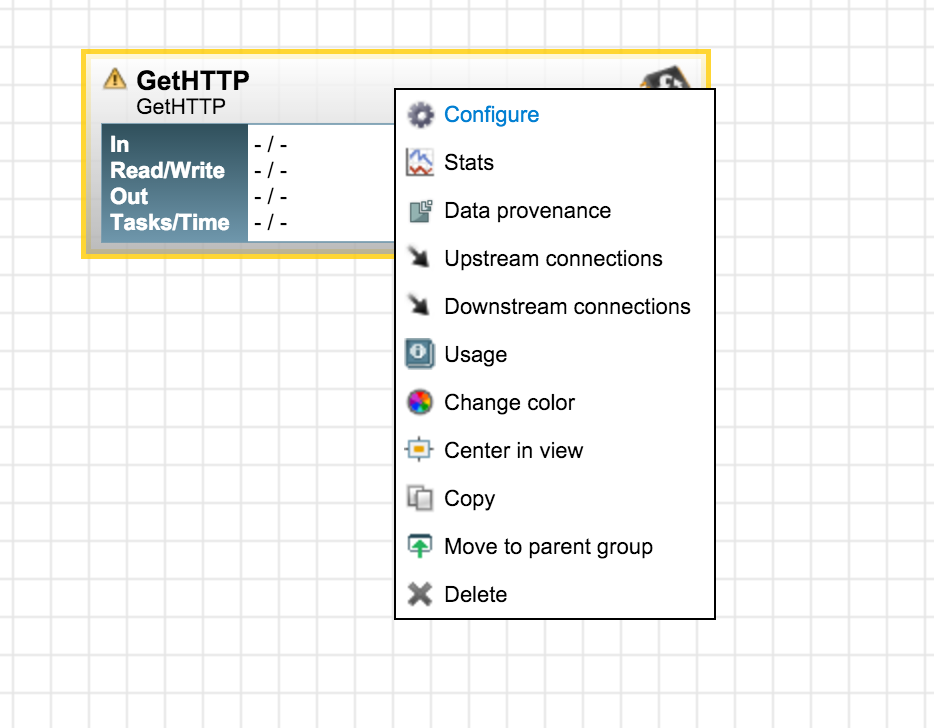 GetHTTP
GetHTTP
In - / -
Read/Write - / -
Out - / -
Tasks/Time - / -
Configure
Stats
Data provenance
Upstream connections
Downstream connections
Usage
Change color
Center in view
Copy
Move to parent group
Delete